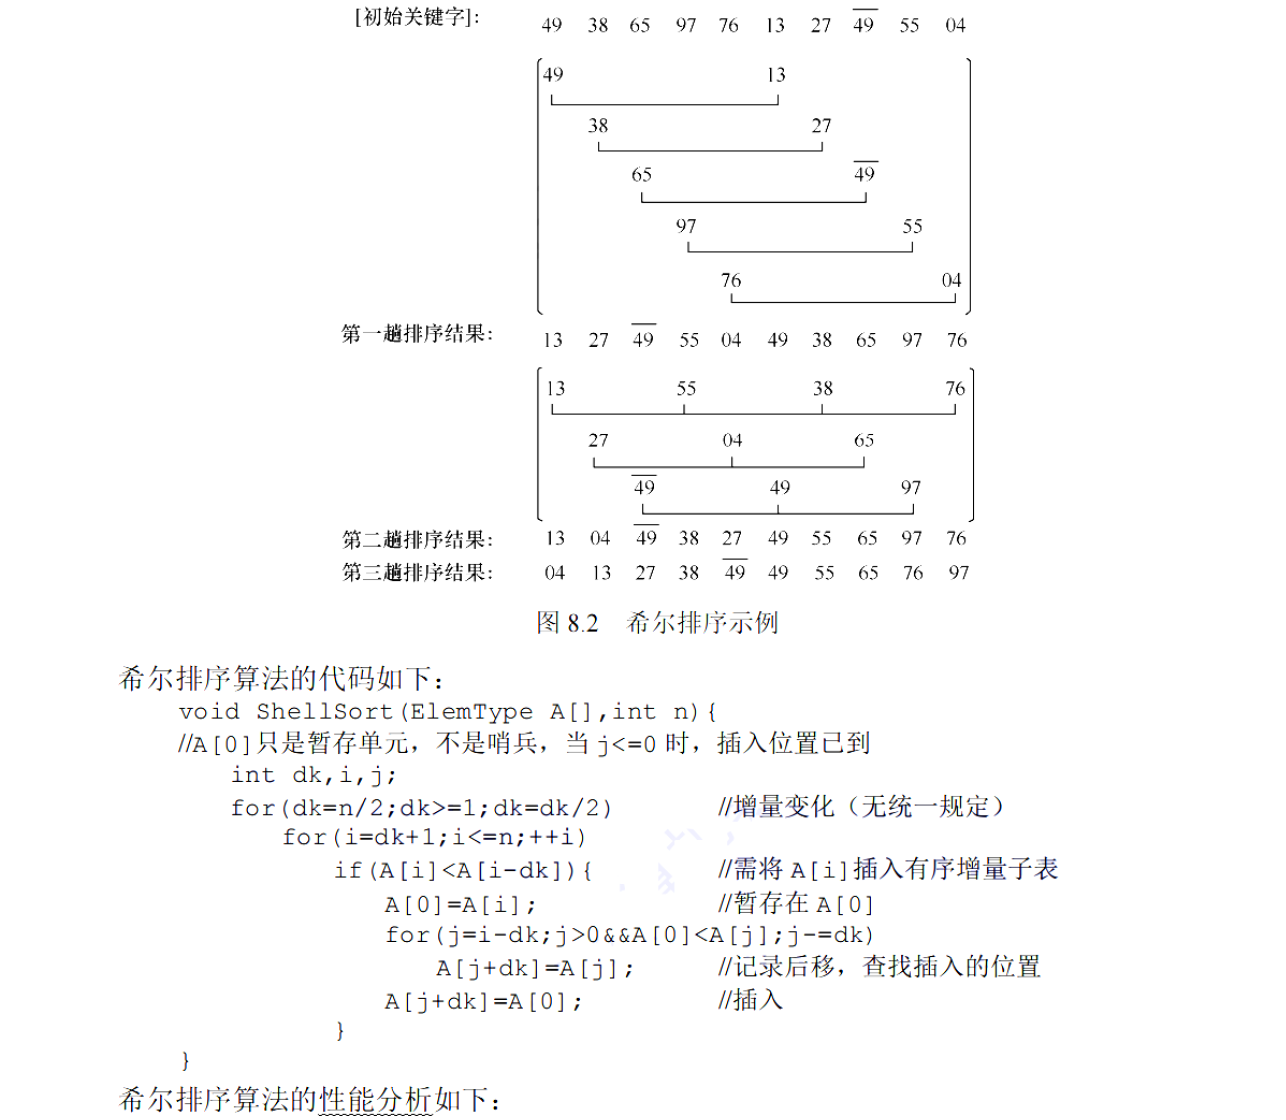 [初始关键字]: 49 38 65 97 76 13 27 49̅ 55 04
49 13
38 27
65 49̅
97 55
76 04
第一趟排序结果: 13 27 49̅ 55 04 49 38 65 97 76
13 55 38 76
27 04 65
49̅ 49 97
第二趟排序结果: 13 04 49̅ 38 27 49 55 65 97 76
第三趟排序结果: 04 13 27 38 49̅ 49 55 65 76 97
图 8.2 希尔排序示例
希尔排序算法的代码如下:
void ShellSort(ElemType A[],int n){
//A[0]只是暂存单元，不是哨兵，当 j<=0 时，插入位置已到
int dk,i,j;
for(dk=n/2;dk>=1;dk=dk/2) //增量变化（无统一规定）
for(i=dk+1;i<=n;++i)
if(A[i]<A[i-dk]){ //需将 A[i]插入有序增量子表
A[0]=A[i]; //暂存在 A[0]
for(j=i-dk;j>0&&A[0]<A[j];j-=dk)
A[j+dk]=A[j]; //记录后移，查找插入的位置
A[j+dk]=A[0]; //插入
}
}
希尔排序算法的性能分析如下: